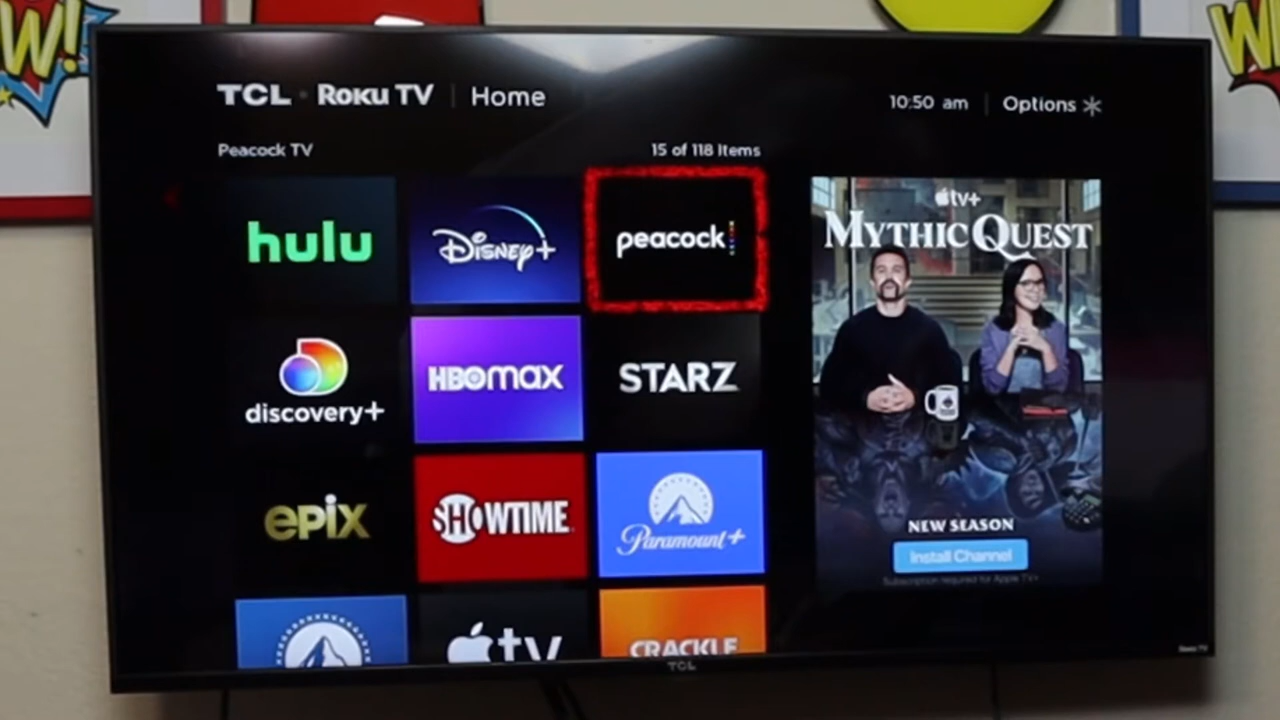 W!
W
TCL • Roku TV | Home
10:50 am | Options
Peacock TV
15 of 118 Items
hulu
Disney+
peacock
discovery+
HBOMAX
STARZ
epix
SHOWTIME
Paramount+
tv
CRACKLE
tv+
MYTHIC QUEST
NEW SEASON
Install Channel
Subscription required for Apple TV+
TCL
Roku TV